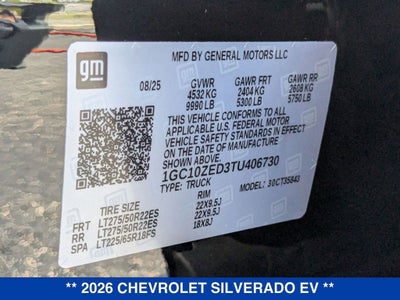 gm
MFD BY GENERAL MOTORS LLC
08/25 GVWR GAWR FRT GAWR RR
4532 KG 2404 KG 2608 KG
9990 LB 5300 LB 5750 LB
THIS VEHICLE CONFORMS TO ALL
APPLICABLE U.S. FEDERAL MOTOR
VEHICLE SAFETY STANDARDS IN EFFECT
ON THE DATE OF MANUFACTURE
SHOWN ABOVE.
1GC10ZED3TU406730
TYPE: TRUCK
TIRE SIZE RIM
FRT LT275/50R22ES 22X9.5J
RR LT275/50R22ES 22X9.5J
SPA LT225/65R18FS 18X8J
** 2026 CHEVROLET SILVERADO EV **